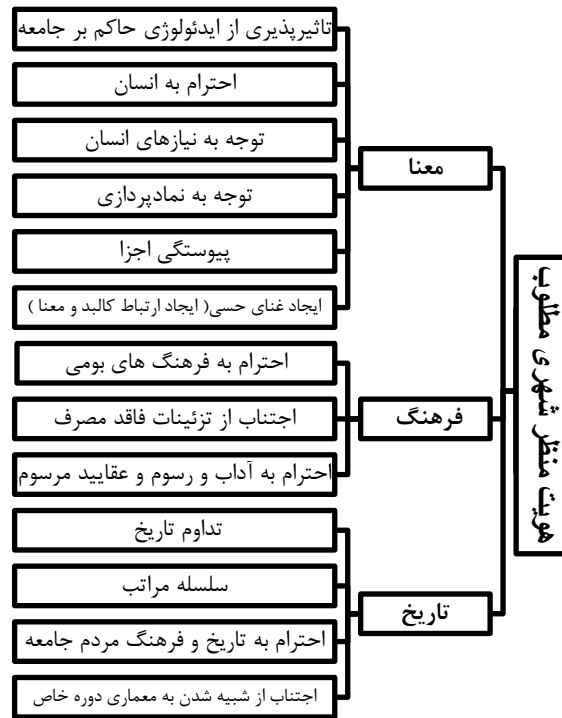 هویت منظر شهری مطلوب
معنا
تاثیرپذیری از ایدئولوژی حاکم بر جامعه
احترام به انسان
توجه به نیازهای انسان
توجه به نمادپردازی
پیوستگی اجزا
ایجاد غنای حسی( ایجاد ارتباط کالبد و معنا )
فرهنگ
احترام به فرهنگ های بومی
اجتناب از تزئینات فاقد مصرف
احترام به آداب و رسوم و عقایید مرسوم
تاریخ
تداوم تاریخ
سلسله مراتب
احترام به تاریخ و فرهنگ مردم جامعه
اجتناب از شبیه شدن به معماری دوره خاص